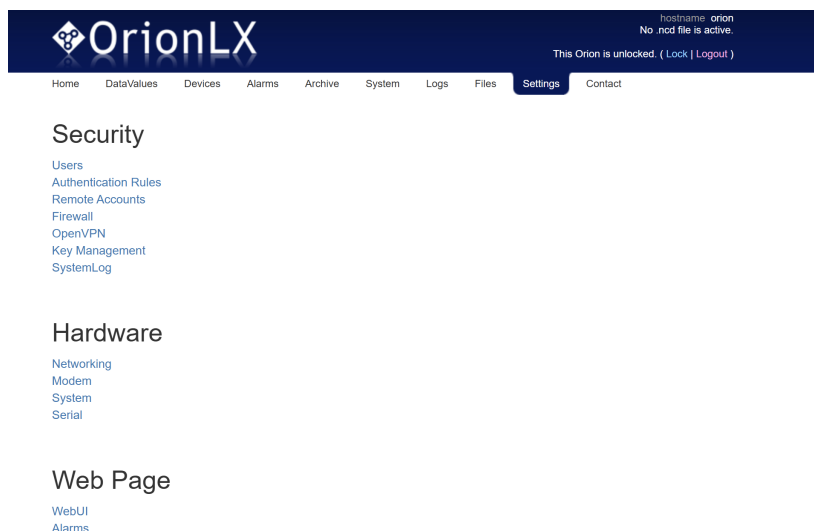 OrionLX
hostname orion
No .ncd file is active.
This Orion is unlocked. ( Lock | Logout )
Home DataValues Devices Alarms Archive System Logs Files Settings Contact
Security
Users
Authentication Rules
Remote Accounts
Firewall
OpenVPN
Key Management
SystemLog
Hardware
Networking
Modem
System
Serial
Web Page
WebUI
Alarms